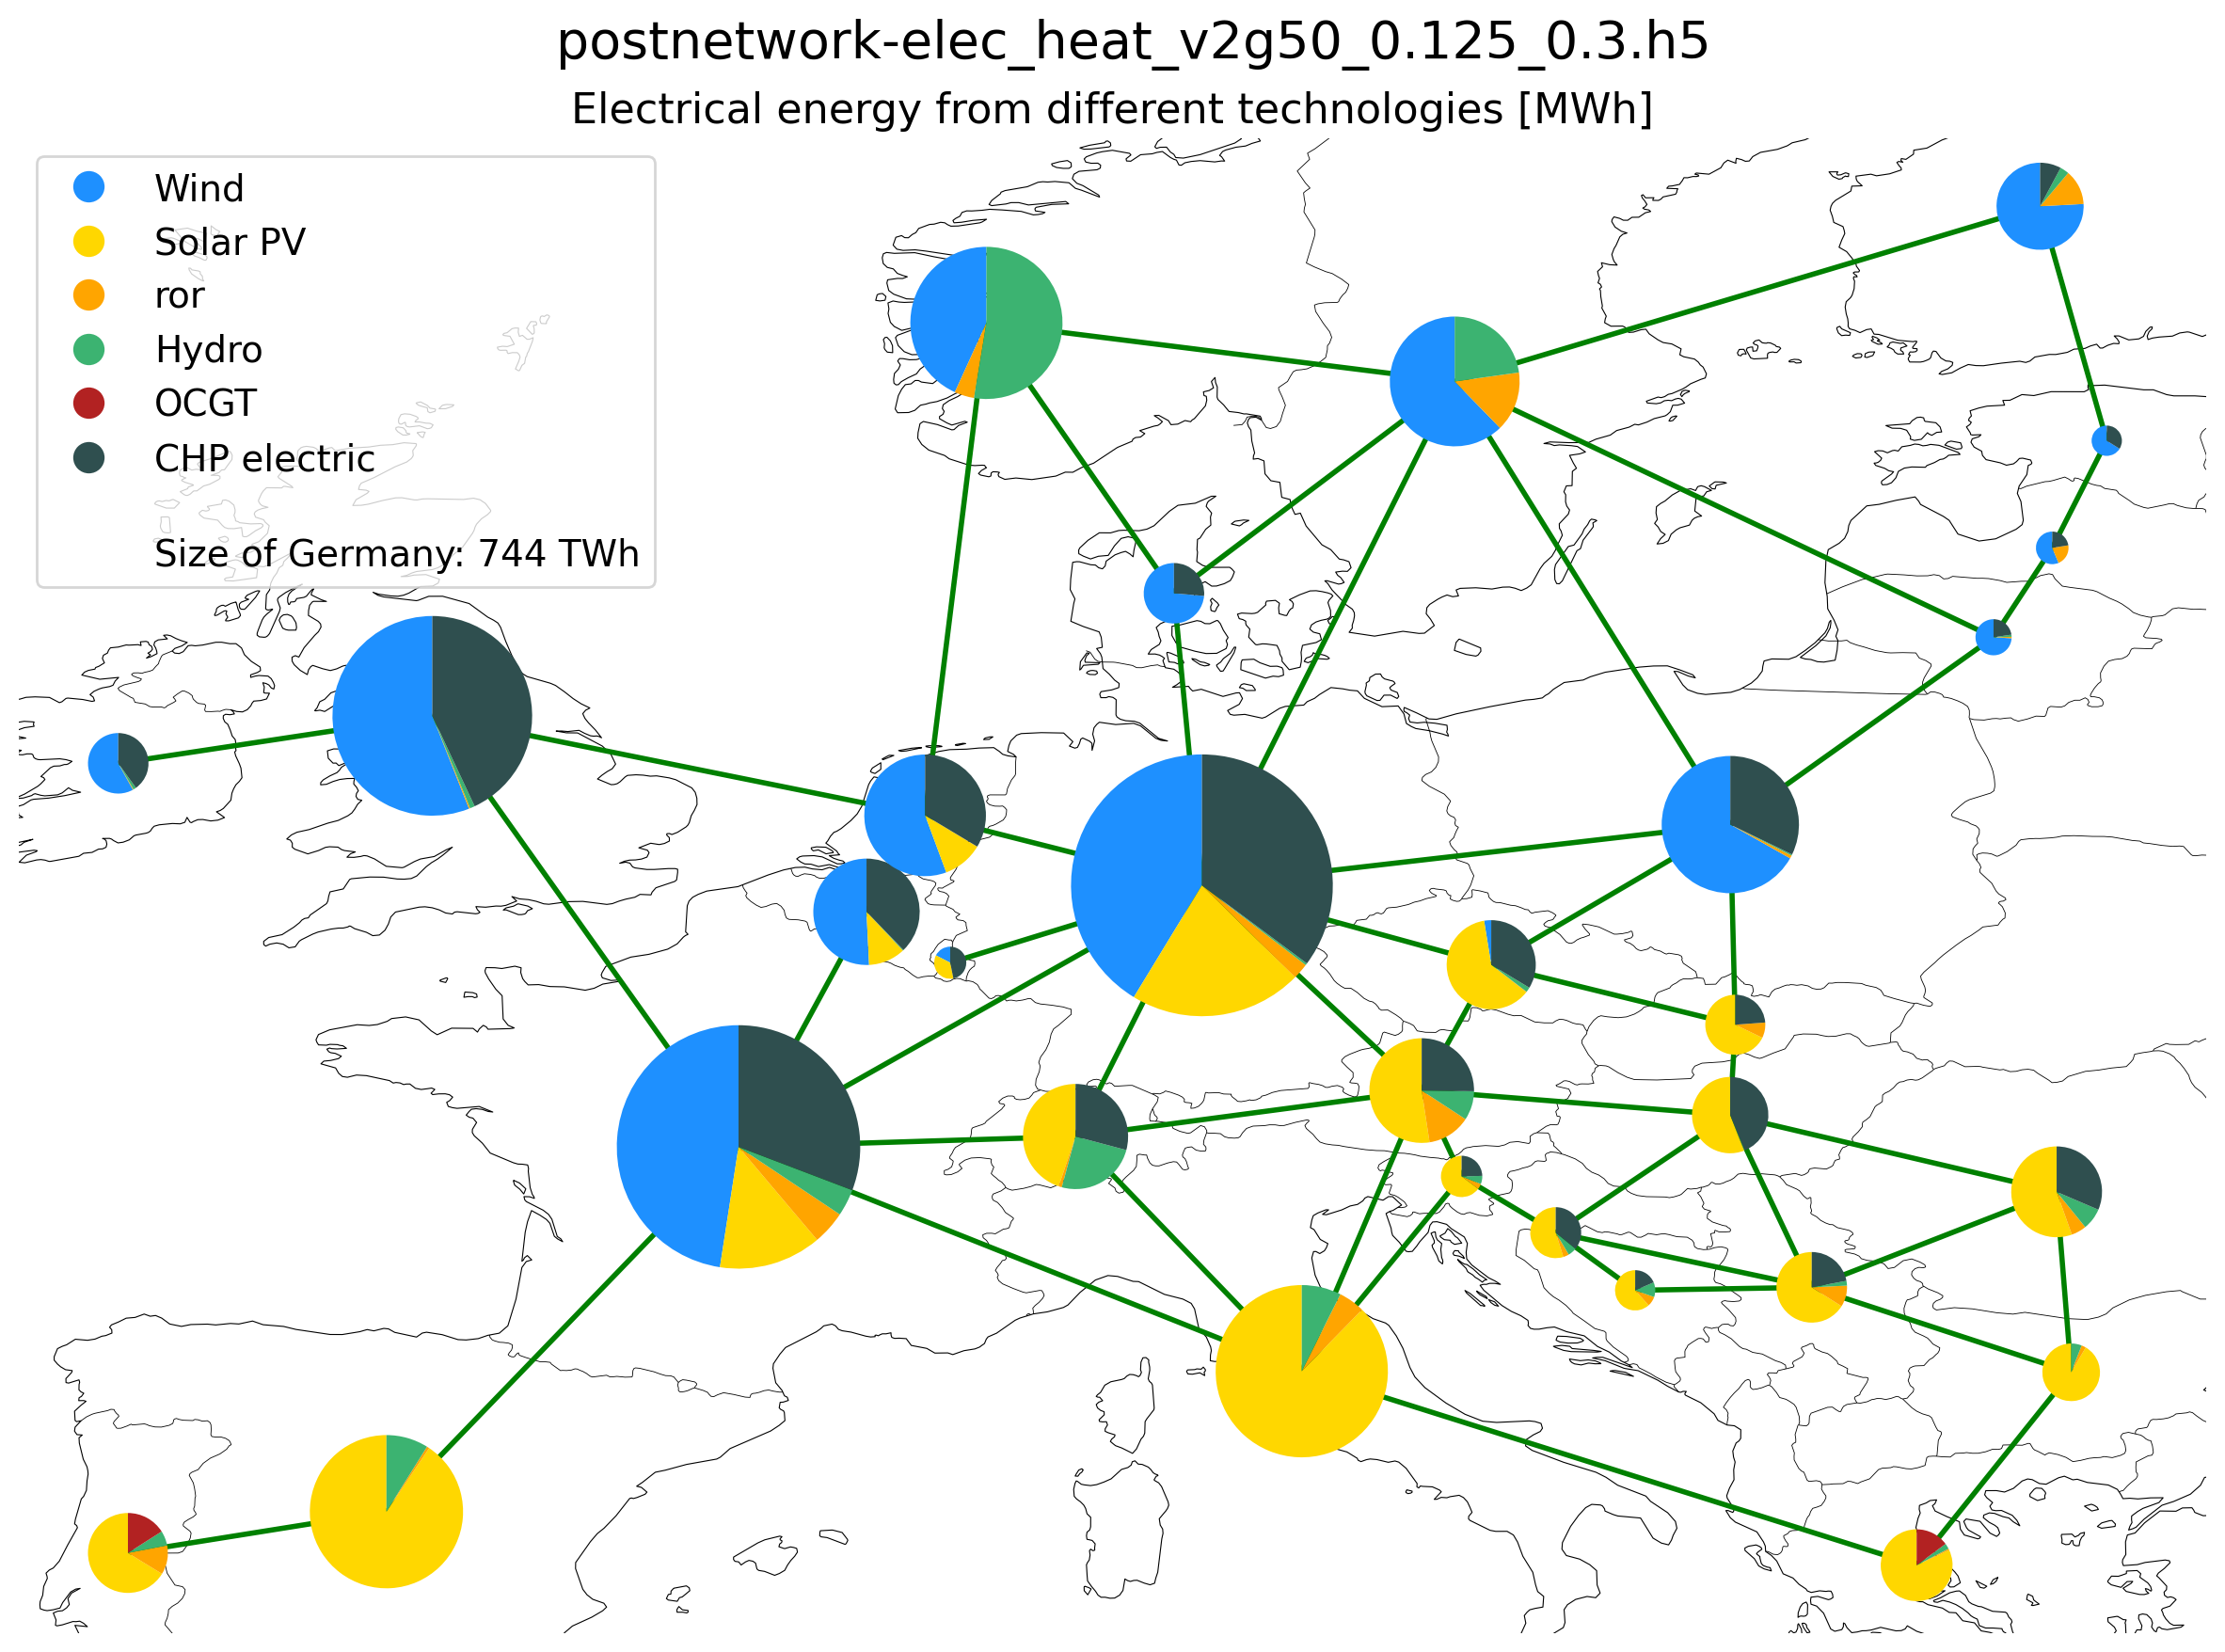 postnetwork-elec_heat_v2g50_0.125_0.3.h5
Electrical energy from different technologies [MWh]
Wind
Solar PV
ror
Hydro
OCGT
CHP electric
Size of Germany: 744 TWh